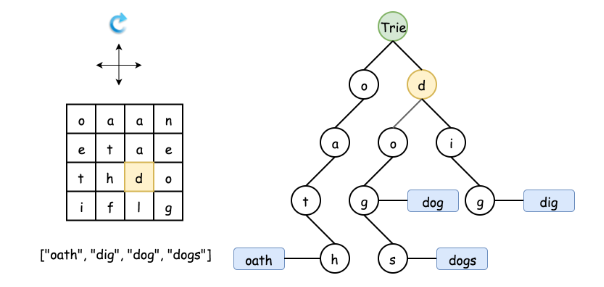 Trie
o d
o a a n
e t a e
t h d o
i f l g
a o i
t g dog g dig
["oath", "dig", "dog", "dogs"]
oath h s dogs